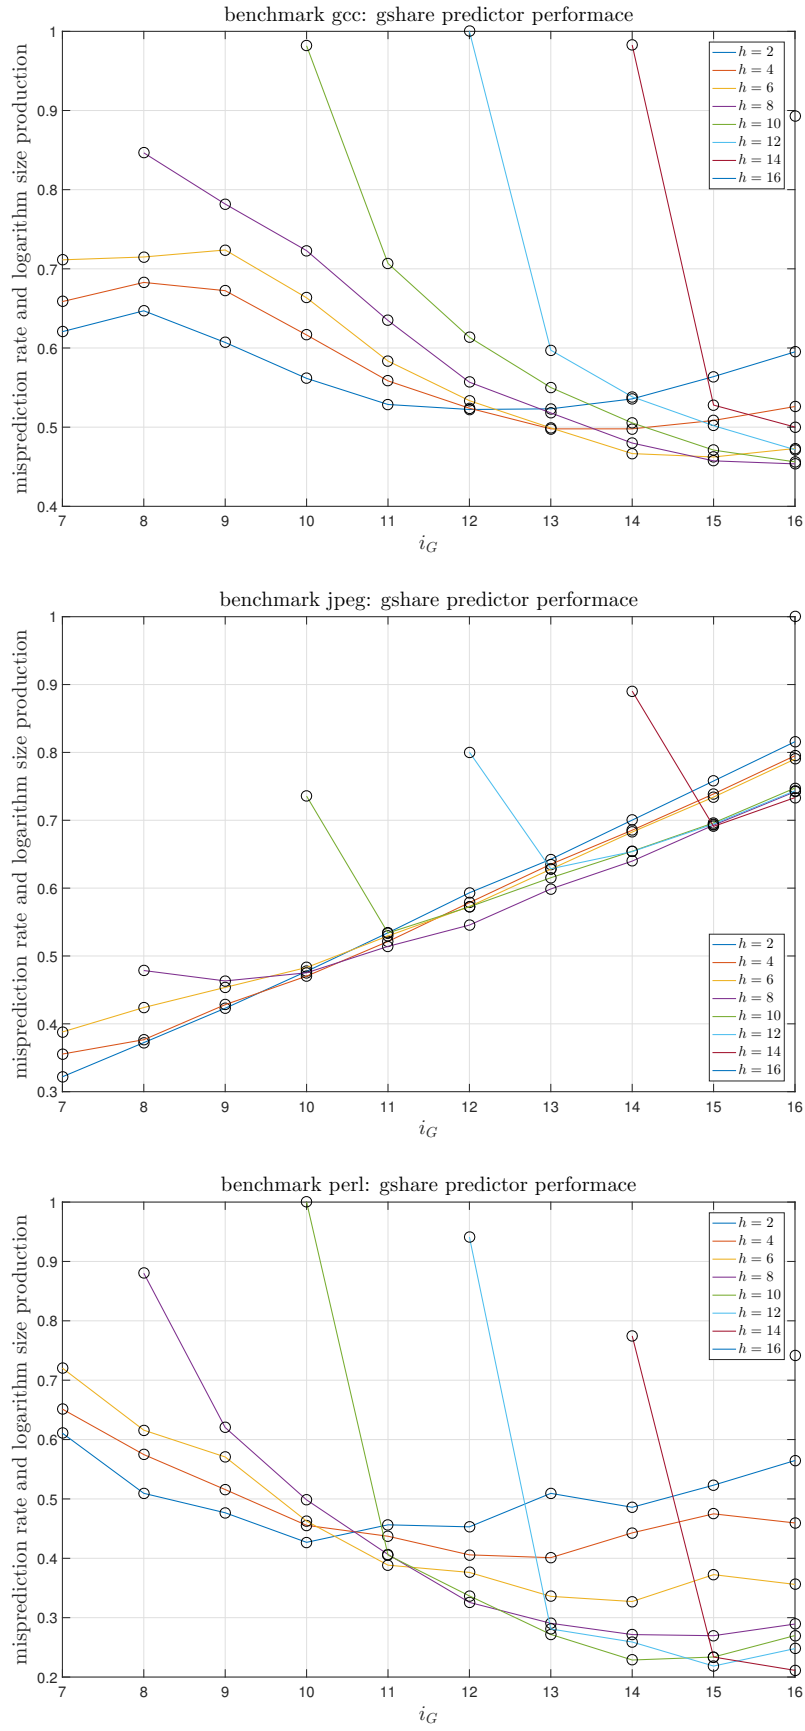 benchmark gcc: gshare predictor performace
misprediction rate and logarithm size production
1
0.9
0.8
0.7
0.6
0.5
0.4
7 8 9 10 11 12 13 14 15 16
i_G
h = 2
h = 4
h = 6
h = 8
h = 10
h = 12
h = 14
h = 16
benchmark jpeg: gshare predictor performace
misprediction rate and logarithm size production
1
0.9
0.8
0.7
0.6
0.5
0.4
0.3
7 8 9 10 11 12 13 14 15 16
i_G
h = 2
h = 4
h = 6
h = 8
h = 10
h = 12
h = 14
h = 16
benchmark perl: gshare predictor performace
misprediction rate and logarithm size production
1
0.9
0.8
0.7
0.6
0.5
0.4
0.3
0.2
7 8 9 10 11 12 13 14 15 16
i_G
h = 2
h = 4
h = 6
h = 8
h = 10
h = 12
h = 14
h = 16